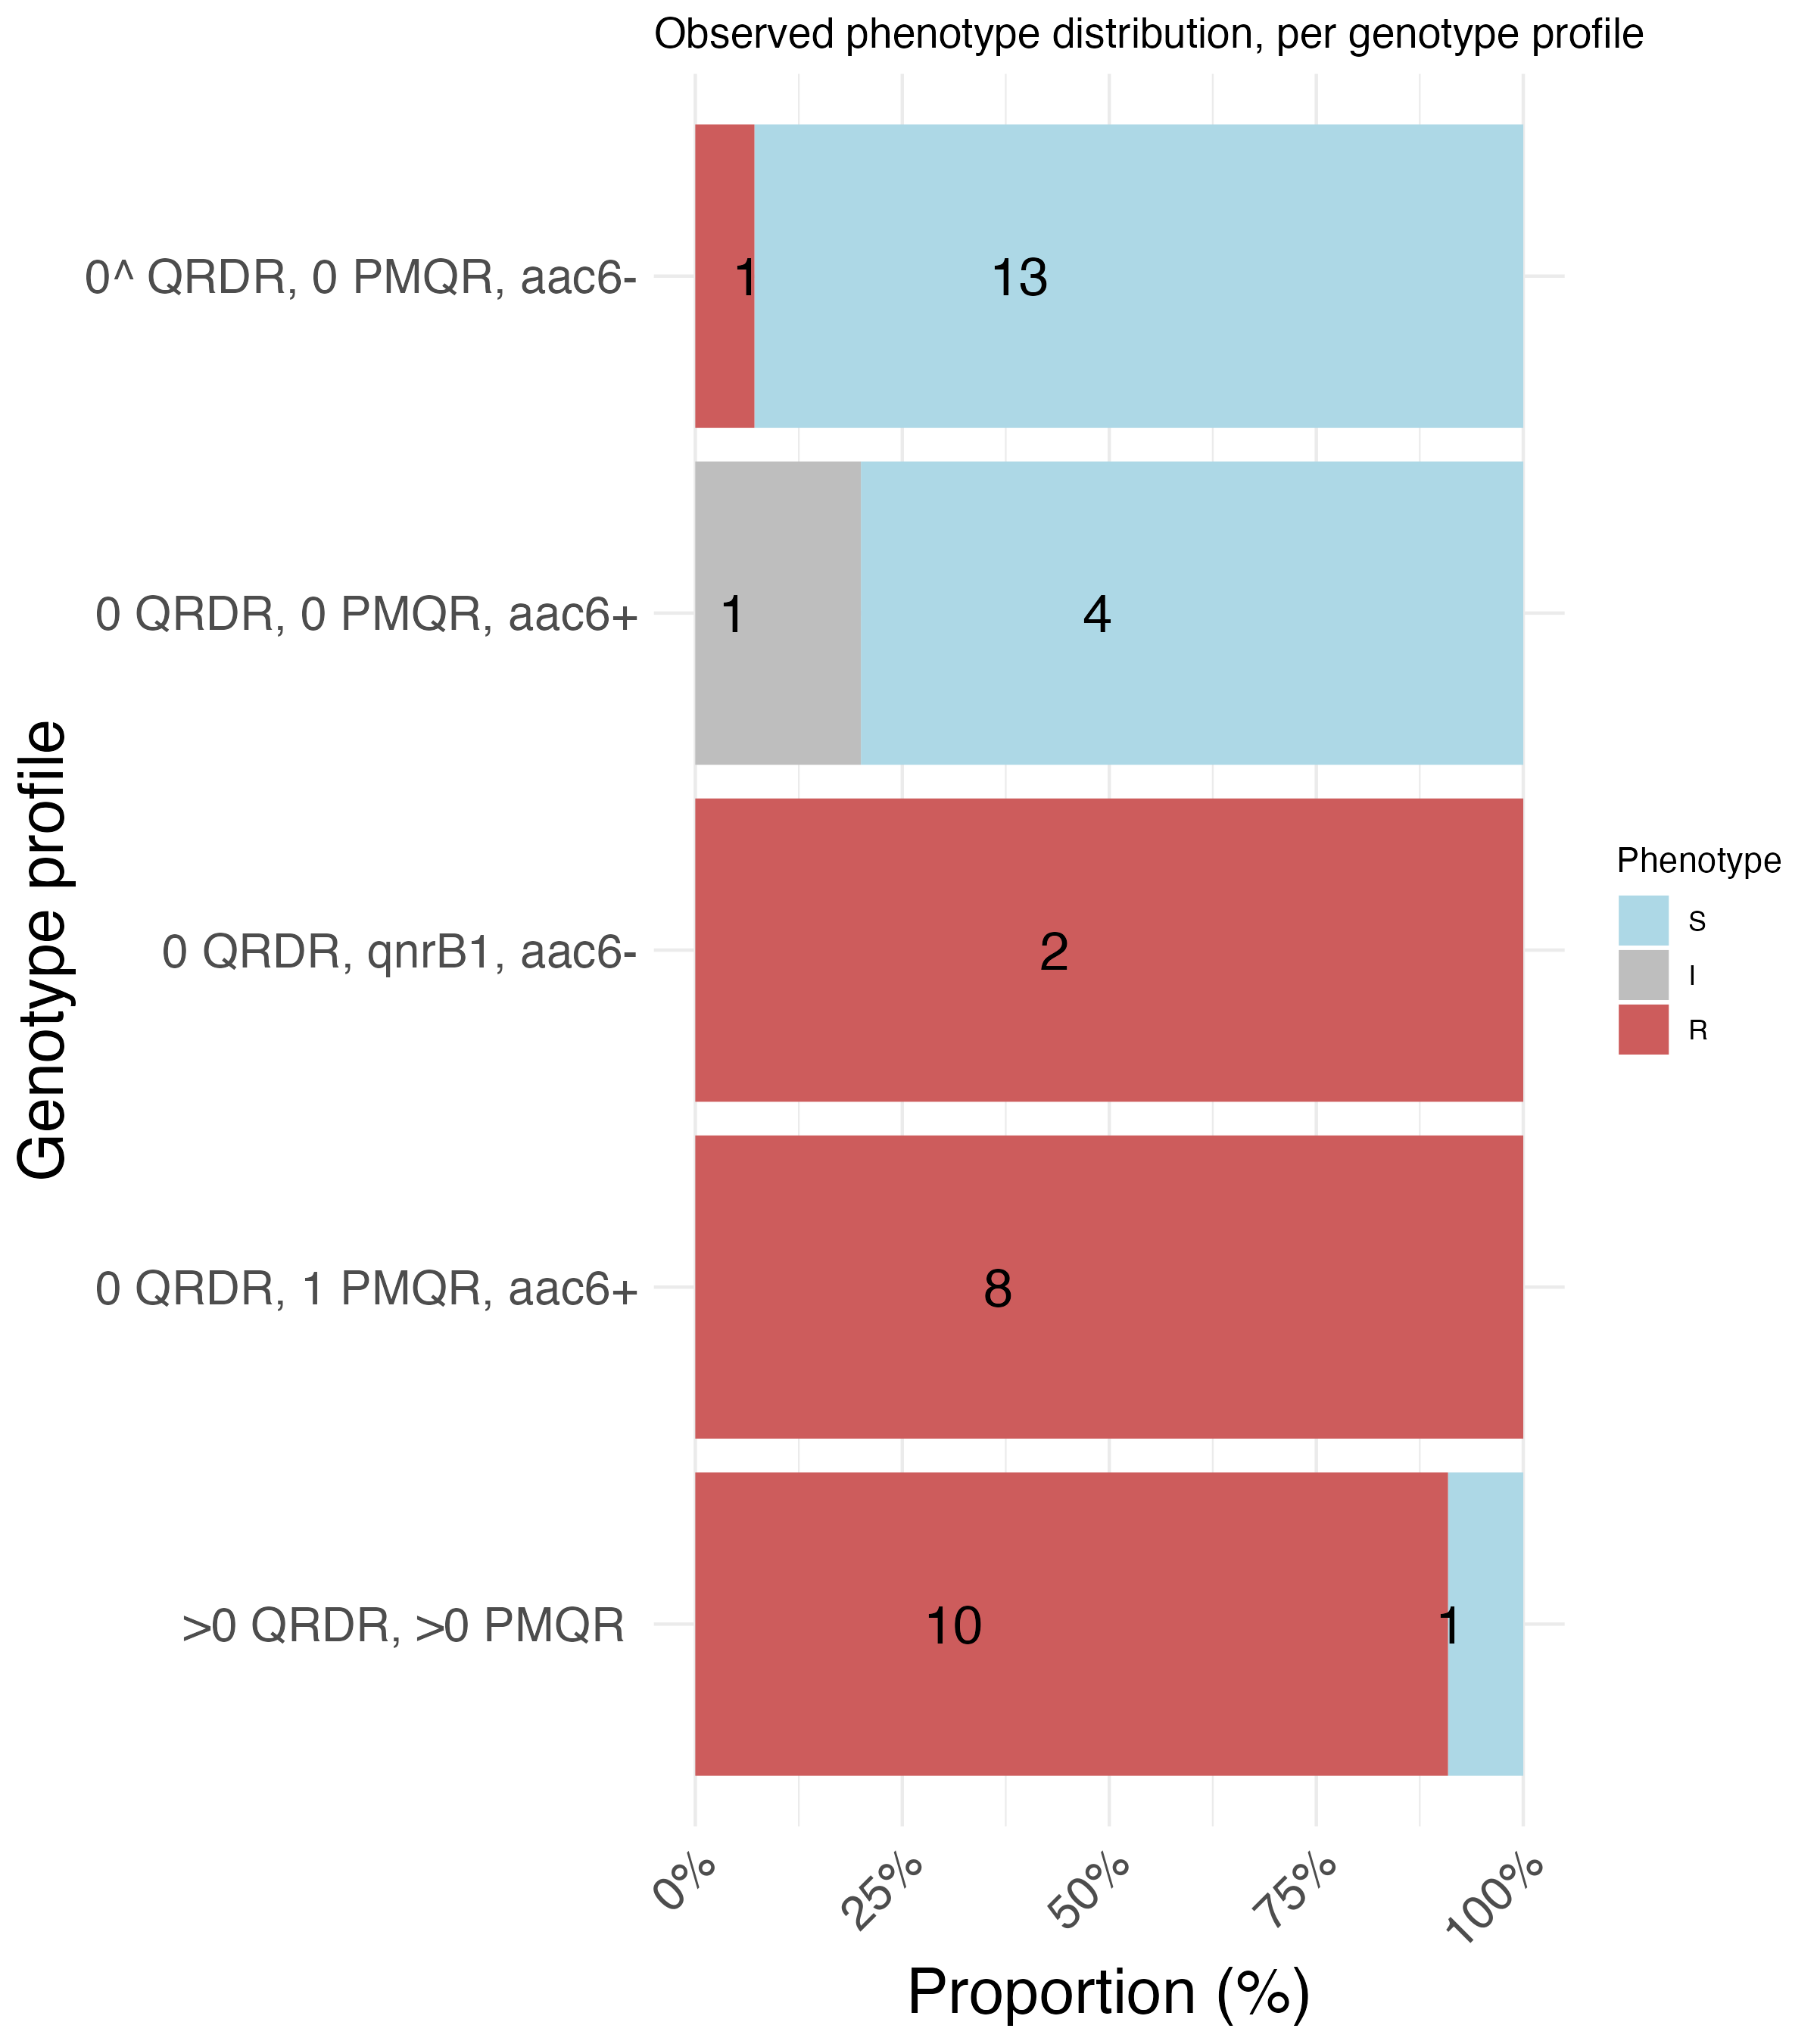 Observed phenotype distribution, per genotype profile
Genotype profile
0^ QRDR, 0 PMQR, aac6-
1
13
0 QRDR, 0 PMQR, aac6+
1
4
0 QRDR, qnrB1, aac6-
2
0 QRDR, 1 PMQR, aac6+
8
>0 QRDR, >0 PMQR
10
1
0%
25%
50%
75%
100%
Proportion (%)
Phenotype
S
I
R